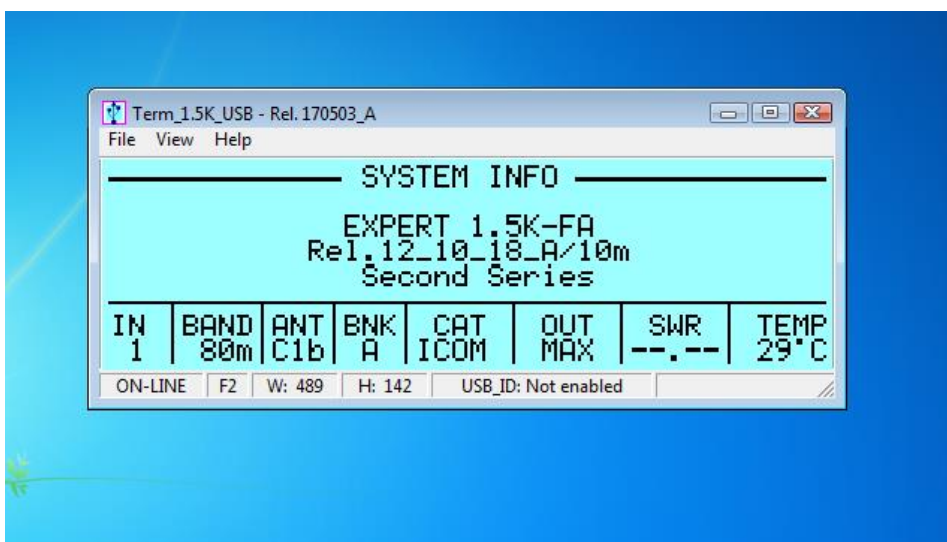 Term_1.5K_USB - Rel. 170503_A
File View Help
SYSTEM INFO
EXPERT 1.5K-FA
Rel.12_10_18_A/10m
Second Series
IN BAND ANT BNK CAT OUT SWR TEMP
1 80m C1b A ICOM MAX --.-- 29°C
ON-LINE F2 W: 489 H: 142 USB_ID: Not enabled